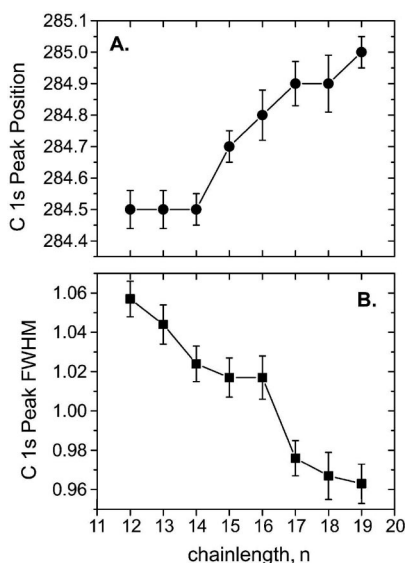 285.1
A.
285.0
284.9
284.8
284.7
284.6
284.5
284.4
C 1s Peak Position
B.
1.06
1.04
1.02
1.00
0.98
0.96
C 1s Peak FWHM
11 12 13 14 15 16 17 18 19 20
chainlength, n